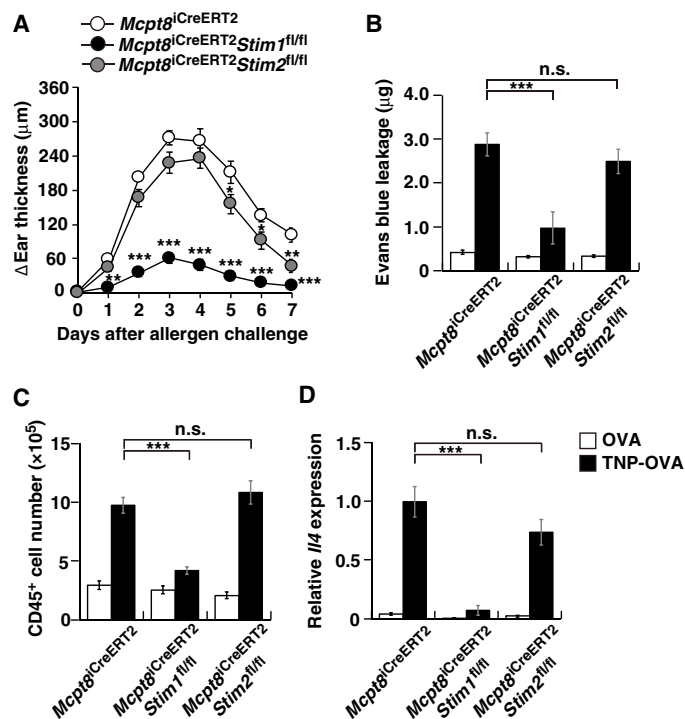 A
Mcpt8iCreERT2
Mcpt8iCreERT2Stim1fl/fl
Mcpt8iCreERT2Stim2fl/fl
Δ Ear thickness (μm)
360
300
240
180
120
60
0
0 1 2 3 4 5 6 7
Days after allergen challenge
** *** *** *** *** *** ***
* * **
B
n.s.
***
Evans blue leakage (μg)
4.0
3.0
2.0
1.0
0
Mcpt8iCreERT2
Mcpt8iCreERT2
Stim1fl/fl
Mcpt8iCreERT2
Stim2fl/fl
C
n.s.
***
CD45+ cell number (×105)
15
10
5
0
Mcpt8iCreERT2
Mcpt8iCreERT2
Stim1fl/fl
Mcpt8iCreERT2
Stim2fl/fl
D
n.s.
***
Relative Il4 expression
1.5
1.0
0.5
0
Mcpt8iCreERT2
Mcpt8iCreERT2
Stim1fl/fl
Mcpt8iCreERT2
Stim2fl/fl
OVA
TNP-OVA